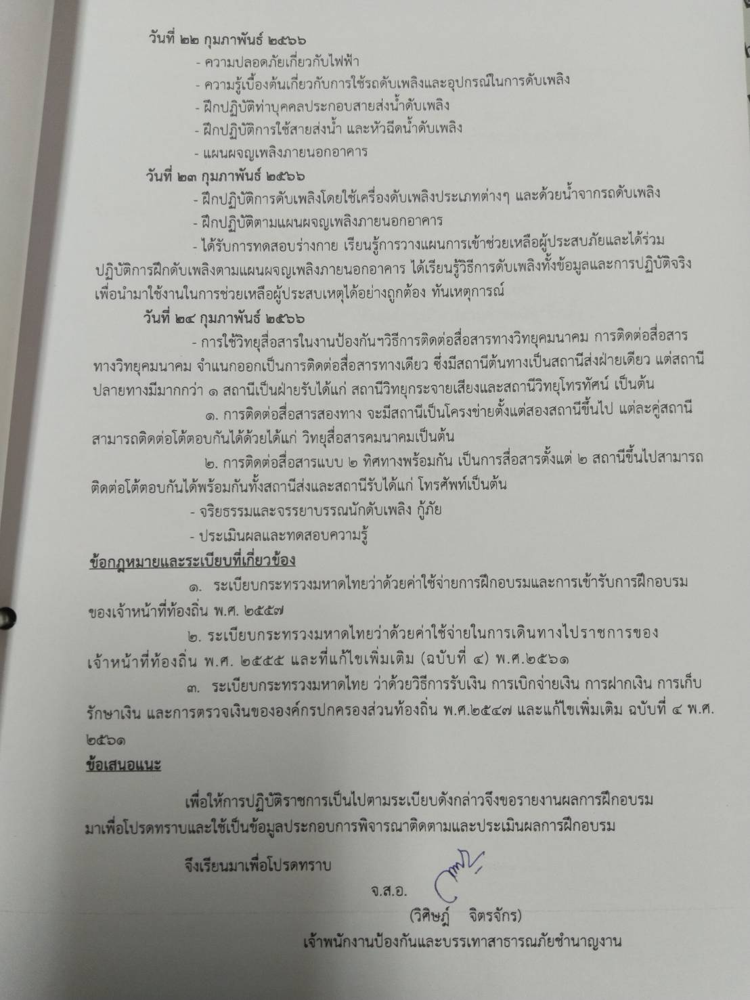 วันที่ ๒๒ กุมภาพันธ์ ๒๕๖๖
- ความปลอดภัยเกี่ยวกับไฟฟ้า
- ความรู้เบื้องต้นเกี่ยวกับการใช้รถดับเพลิงและอุปกรณ์ในการดับเพลิง
- ฝึกปฏิบัติท่าบุคคลประกอบสายส่งน้ำดับเพลิง
- ฝึกปฏิบัติการใช้สายส่งน้ำ และหัวฉีดน้ำดับเพลิง
- แผนผจญเพลิงภายนอกอาคาร
วันที่ ๒๓ กุมภาพันธ์ ๒๕๖๖
- ฝึกปฏิบัติการดับเพลิงโดยใช้เครื่องดับเพลิงประเภทต่างๆ และด้วยน้ำจากรถดับเพลิง
- ฝึกปฏิบัติตามแผนผจญเพลิงภายนอกอาคาร
- ได้รับการทดสอบร่างกาย เรียนรู้การวางแผนการเข้าช่วยเหลือผู้ประสบภัยและได้ร่วม
ปฏิบัติการฝึกดับเพลิงตามแผนผจญเพลิงภายนอกอาคาร ได้เรียนรู้วิธีการดับเพลิงทั้งข้อมูลและการปฏิบัติจริง
เพื่อนำมาใช้งานในการช่วยเหลือผู้ประสบเหตุได้อย่างถูกต้อง ทันเหตุการณ์
วันที่ ๒๔ กุมภาพันธ์ ๒๕๖๖
- การใช้วิทยุสื่อสารในงานป้องกันฯวิธีการติดต่อสื่อสารทางวิทยุคมนาคม การติดต่อสื่อสาร
ทางวิทยุคมนาคม จำแนกออกเป็นการติดต่อสื่อสารทางเดียว ซึ่งมีสถานีต้นทางเป็นสถานีส่งฝ่ายเดียว แต่สถานี
ปลายทางมีมากกว่า ๑ สถานีเป็นฝ่ายรับได้แก่ สถานีวิทยุกระจายเสียงและสถานีวิทยุโทรทัศน์ เป็นต้น
๑. การติดต่อสื่อสารสองทาง จะมีสถานีเป็นโครงข่ายตั้งแต่สองสถานีขึ้นไป แต่ละคู่สถานี
สามารถติดต่อโต้ตอบกันได้ด้วยได้แก่ วิทยุสื่อสารคมนาคมเป็นต้น
๒. การติดต่อสื่อสารแบบ ๒ ทิศทางพร้อมกัน เป็นการสื่อสารตั้งแต่ ๒ สถานีขึ้นไปสามารถ
ติดต่อโต้ตอบกันได้พร้อมกันทั้งสถานีส่งและสถานีรับได้แก่ โทรศัพท์เป็นต้น
- จริยธรรมและจรรยาบรรณนักดับเพลิง กู้ภัย
- ประเมินผลและทดสอบความรู้
ข้อกฎหมายและระเบียบที่เกี่ยวข้อง
๑. ระเบียบกระทรวงมหาดไทยว่าด้วยค่าใช้จ่ายการฝึกอบรมและการเข้ารับการฝึกอบรม
ของเจ้าหน้าที่ท้องถิ่น พ.ศ. ๒๕๕๗
๒. ระเบียบกระทรวงมหาดไทยว่าด้วยค่าใช้จ่ายในการเดินทางไปราชการของ
เจ้าหน้าที่ท้องถิ่น พ.ศ. ๒๕๕๕ และที่แก้ไขเพิ่มเติม (ฉบับที่ ๔) พ.ศ.๒๕๖๑
๓. ระเบียบกระทรวงมหาดไทย ว่าด้วยวิธีการรับเงิน การเบิกจ่ายเงิน การฝากเงิน การเก็บ
รักษาเงิน และการตรวจเงินขององค์กรปกครองส่วนท้องถิ่น พ.ศ.๒๕๔๗ และแก้ไขเพิ่มเติม ฉบับที่ ๔ พ.ศ.
๒๕๖๑
ข้อเสนอแนะ
เพื่อให้การปฏิบัติราชการเป็นไปตามระเบียบดังกล่าวจึงขอรายงานผลการฝึกอบรม
มาเพื่อโปรดทราบและใช้เป็นข้อมูลประกอบการพิจารณาติดตามและประเมินผลการฝึกอบรม
จึงเรียนมาเพื่อโปรดทราบ
จ.ส.อ.
(วิศิษฎ์ จิตรจักร)
เจ้าพนักงานป้องกันและบรรเทาสาธารณภัยชำนาญงาน